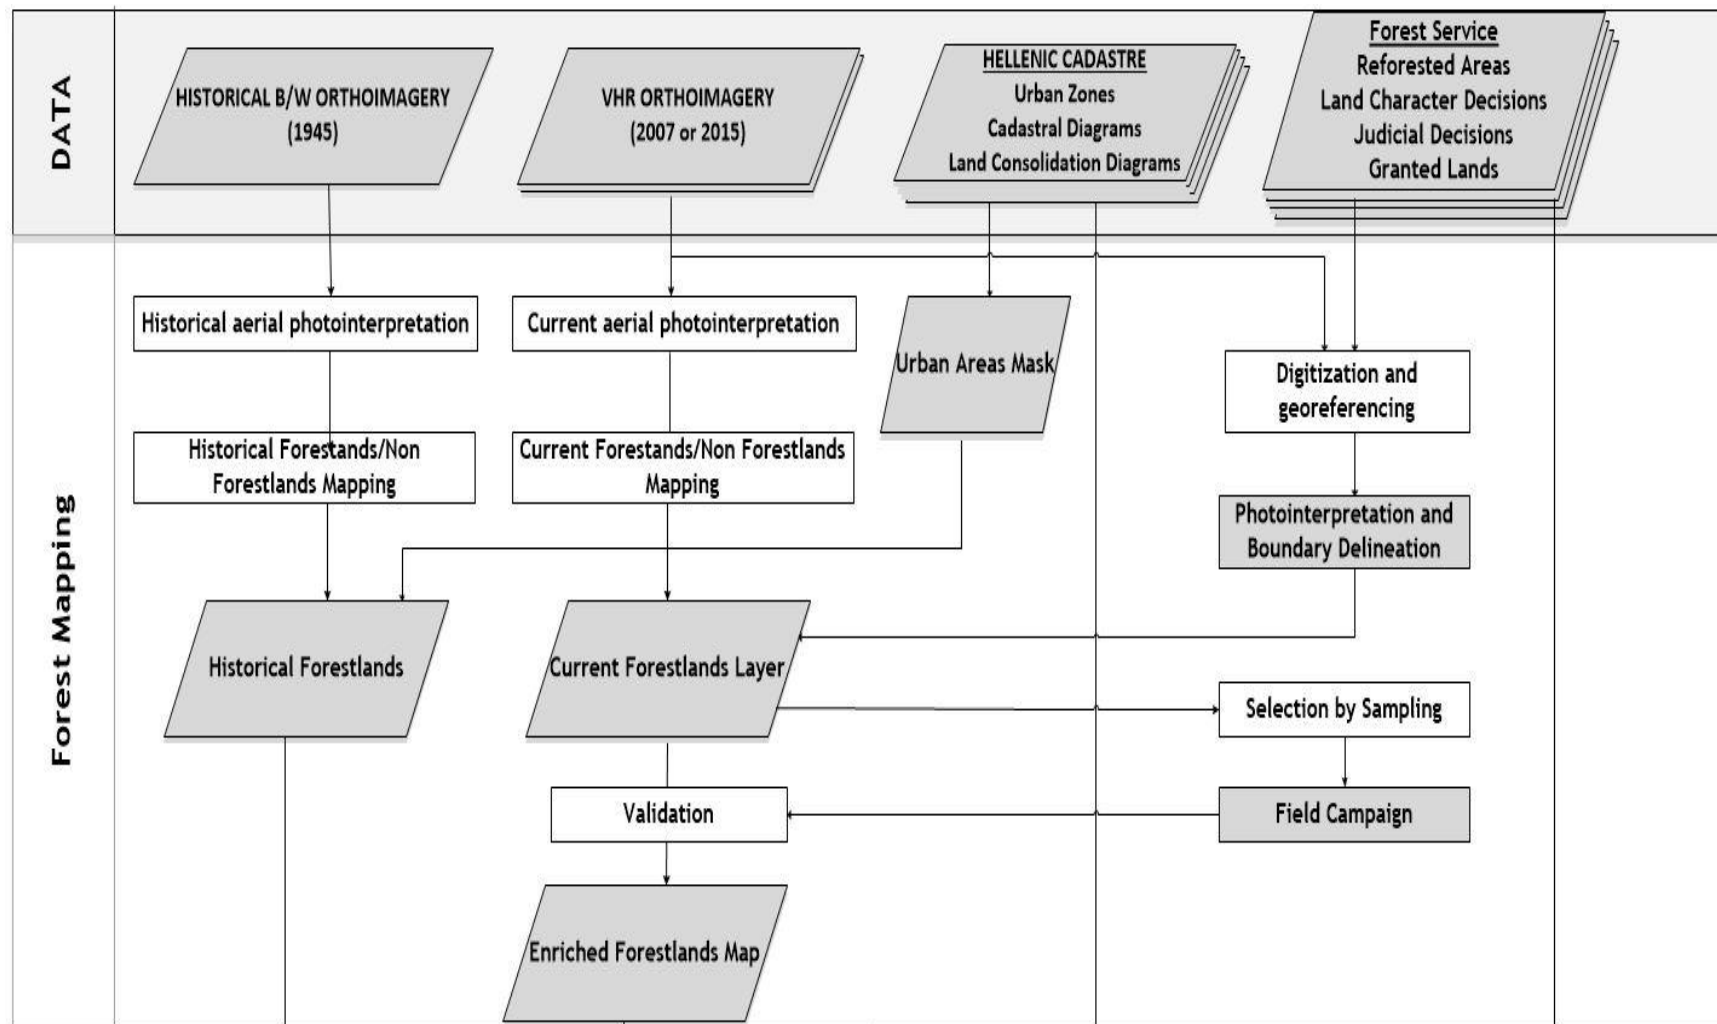 DATA
HISTORICAL B/W ORTHOIMAGERY
(1945)
VHR ORTHOIMAGERY
(2007 or 2015)
HELLENIC CADASTRE
Urban Zones
Cadastral Diagrams
Land Consolidation Diagrams
Forest Service
Reforested Areas
Land Character Decisions
Judicial Decisions
Granted Lands
Forest Mapping
Historical aerial photointerpretation
Current aerial photointerpretation
Urban Areas Mask
Digitization and
georeferencing
Historical Forestands/Non
Forestlands Mapping
Current Forestands/Non Forestlands
Mapping
Photointerpretation and
Boundary Delineation
Historical Forestlands
Current Forestlands Layer
Selection by Sampling
Validation
Field Campaign
Enriched Forestlands Map